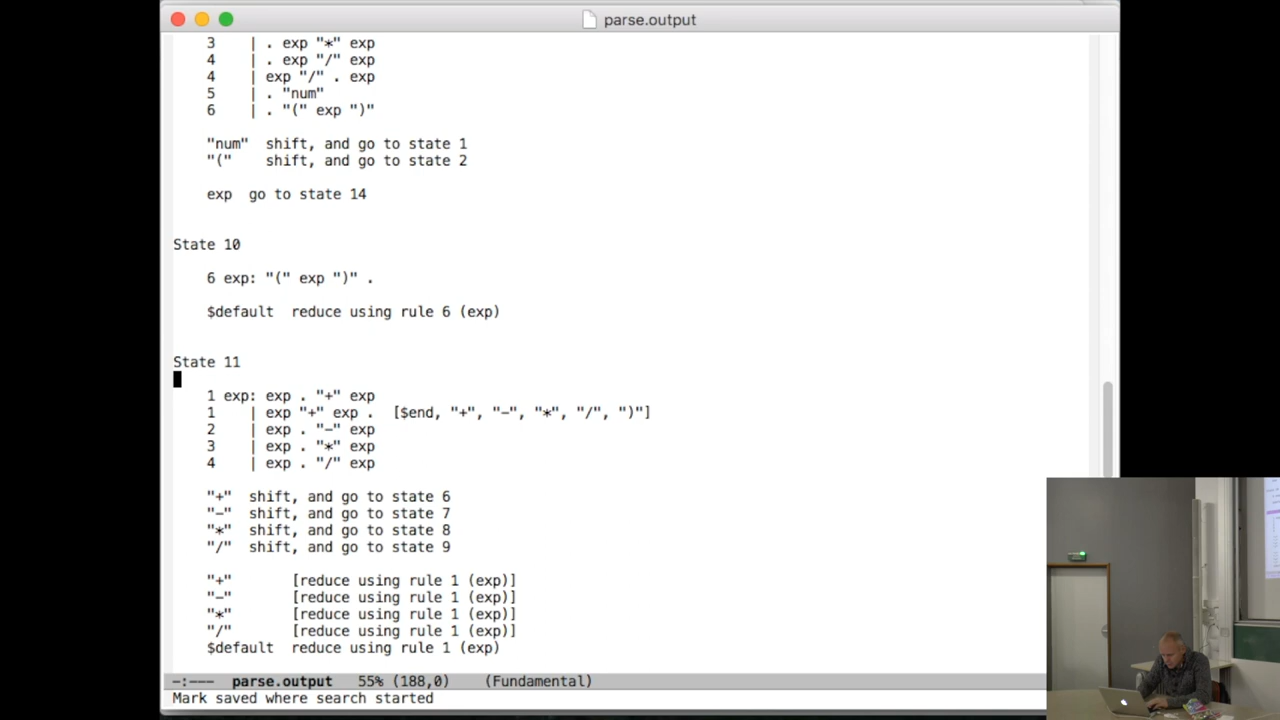 parse.output
3    | . exp "*" exp
4    | . exp "/" exp
4    | exp "/" . exp
5    | . "num"
6    | . "(" exp ")"
"num"  shift, and go to state 1
"("    shift, and go to state 2
exp  go to state 14
State 10
6 exp: "(" exp ")" .
$default  reduce using rule 6 (exp)
State 11
1 exp: exp . "+" exp
1    | exp "+" exp .  [$end, "+", "-", "*", "/", ")"]
2    | exp . "-" exp
3    | exp . "*" exp
4    | exp . "/" exp
"+"  shift, and go to state 6
"-"  shift, and go to state 7
"*"  shift, and go to state 8
"/"  shift, and go to state 9
"+"       [reduce using rule 1 (exp)]
"-"       [reduce using rule 1 (exp)]
"*"       [reduce using rule 1 (exp)]
"/"       [reduce using rule 1 (exp)]
$default  reduce using rule 1 (exp)
-:---  parse.output   55% (188,0)    (Fundamental)
Mark saved where search started